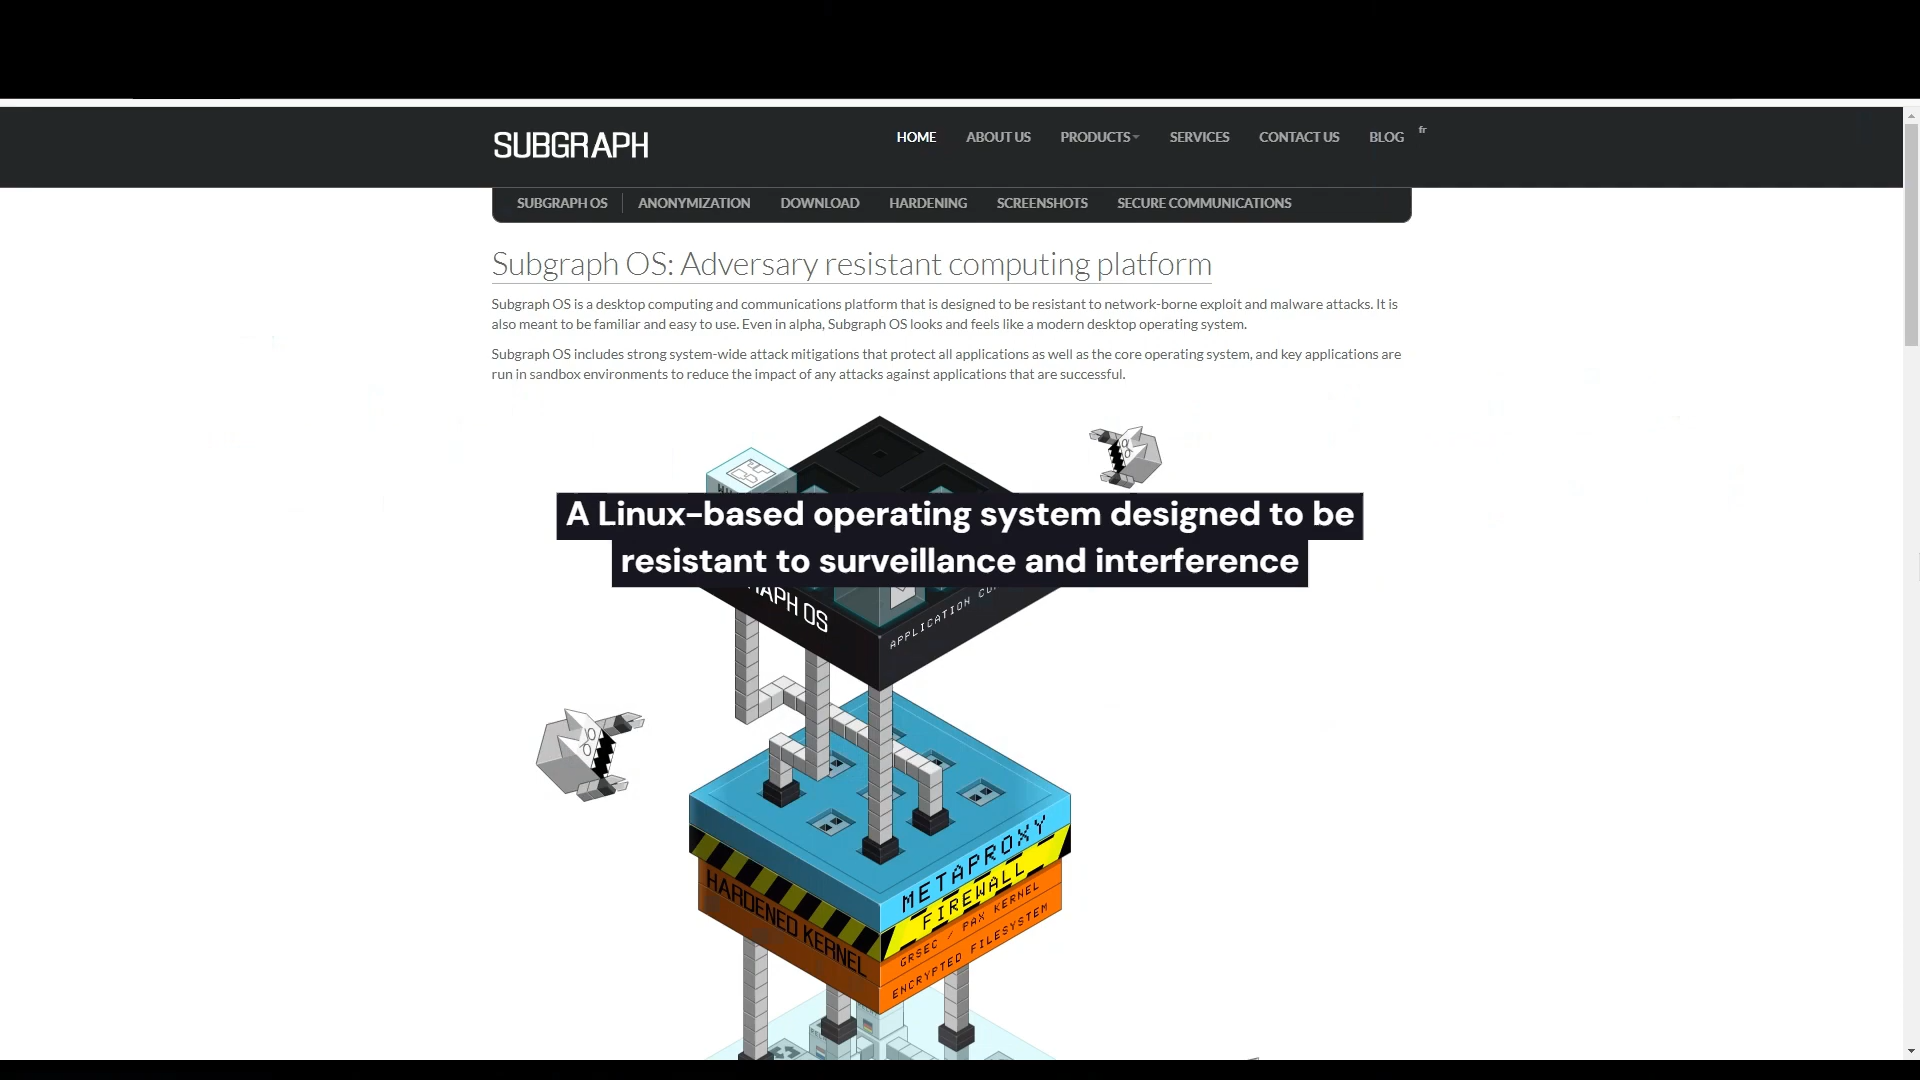 SUBGRAPH
HOME ABOUT US PRODUCTS SERVICES CONTACT US BLOG fr
SUBGRAPH OS ANONYMIZATION DOWNLOAD HARDENING SCREENSHOTS SECURE COMMUNICATIONS
Subgraph OS: Adversary resistant computing platform
Subgraph OS is a desktop computing and communications platform that is designed to be resistant to network-borne exploit and malware attacks. It is
also meant to be familiar and easy to use. Even in alpha, Subgraph OS looks and feels like a modern desktop operating system.
Subgraph OS includes strong system-wide attack mitigations that protect all applications as well as the core operating system, and key applications are
run in sandbox environments to reduce the impact of any attacks against applications that are successful.
A Linux-based operating system designed to be
resistant to surveillance and interference
OS
APPLICATION
METAPROXY
FIREWALL
HARDENED KERNEL
GRSEC / PAX KERNEL
ENCRYPTED FILESYSTEM